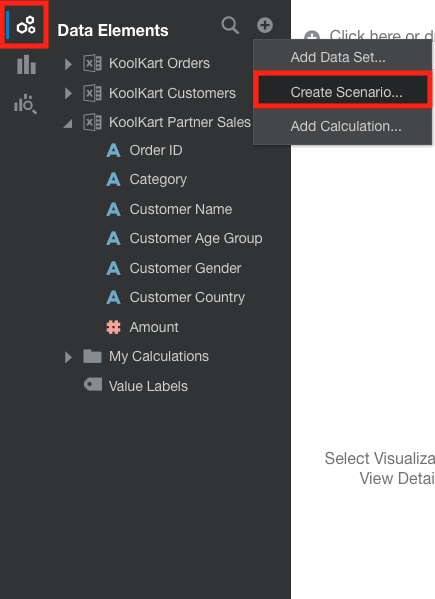 Data Elements
Click here or d
Add Data Set...
KoolKart Orders
Create Scenario...
KoolKart Customers
Add Calculation...
KoolKart Partner Sales
A Order ID
A Category
A Customer Name
A Customer Age Group
A Customer Gender
A Customer Country
# Amount
My Calculations
Value Labels
Select Visualiza
View Detai